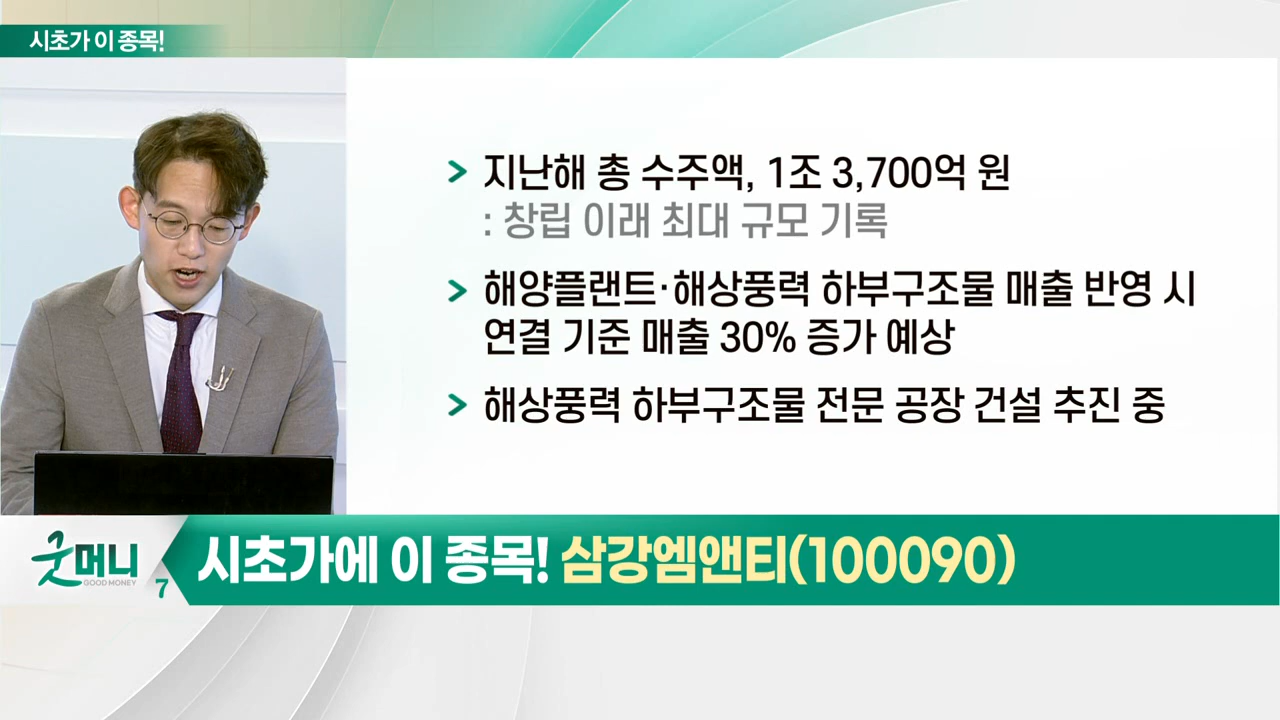 시초가 이 종목!
> 지난해 총 수주액, 1조 3,700억 원
: 창립 이래 최대 규모 기록
> 해양플랜트·해상풍력 하부구조물 매출 반영 시
연결 기준 매출 30% 증가 예상
> 해상풍력 하부구조물 전문 공장 건설 추진 중
굿머니
GOOD MONEY
7
시초가에 이 종목! 삼강엠앤티(100090)